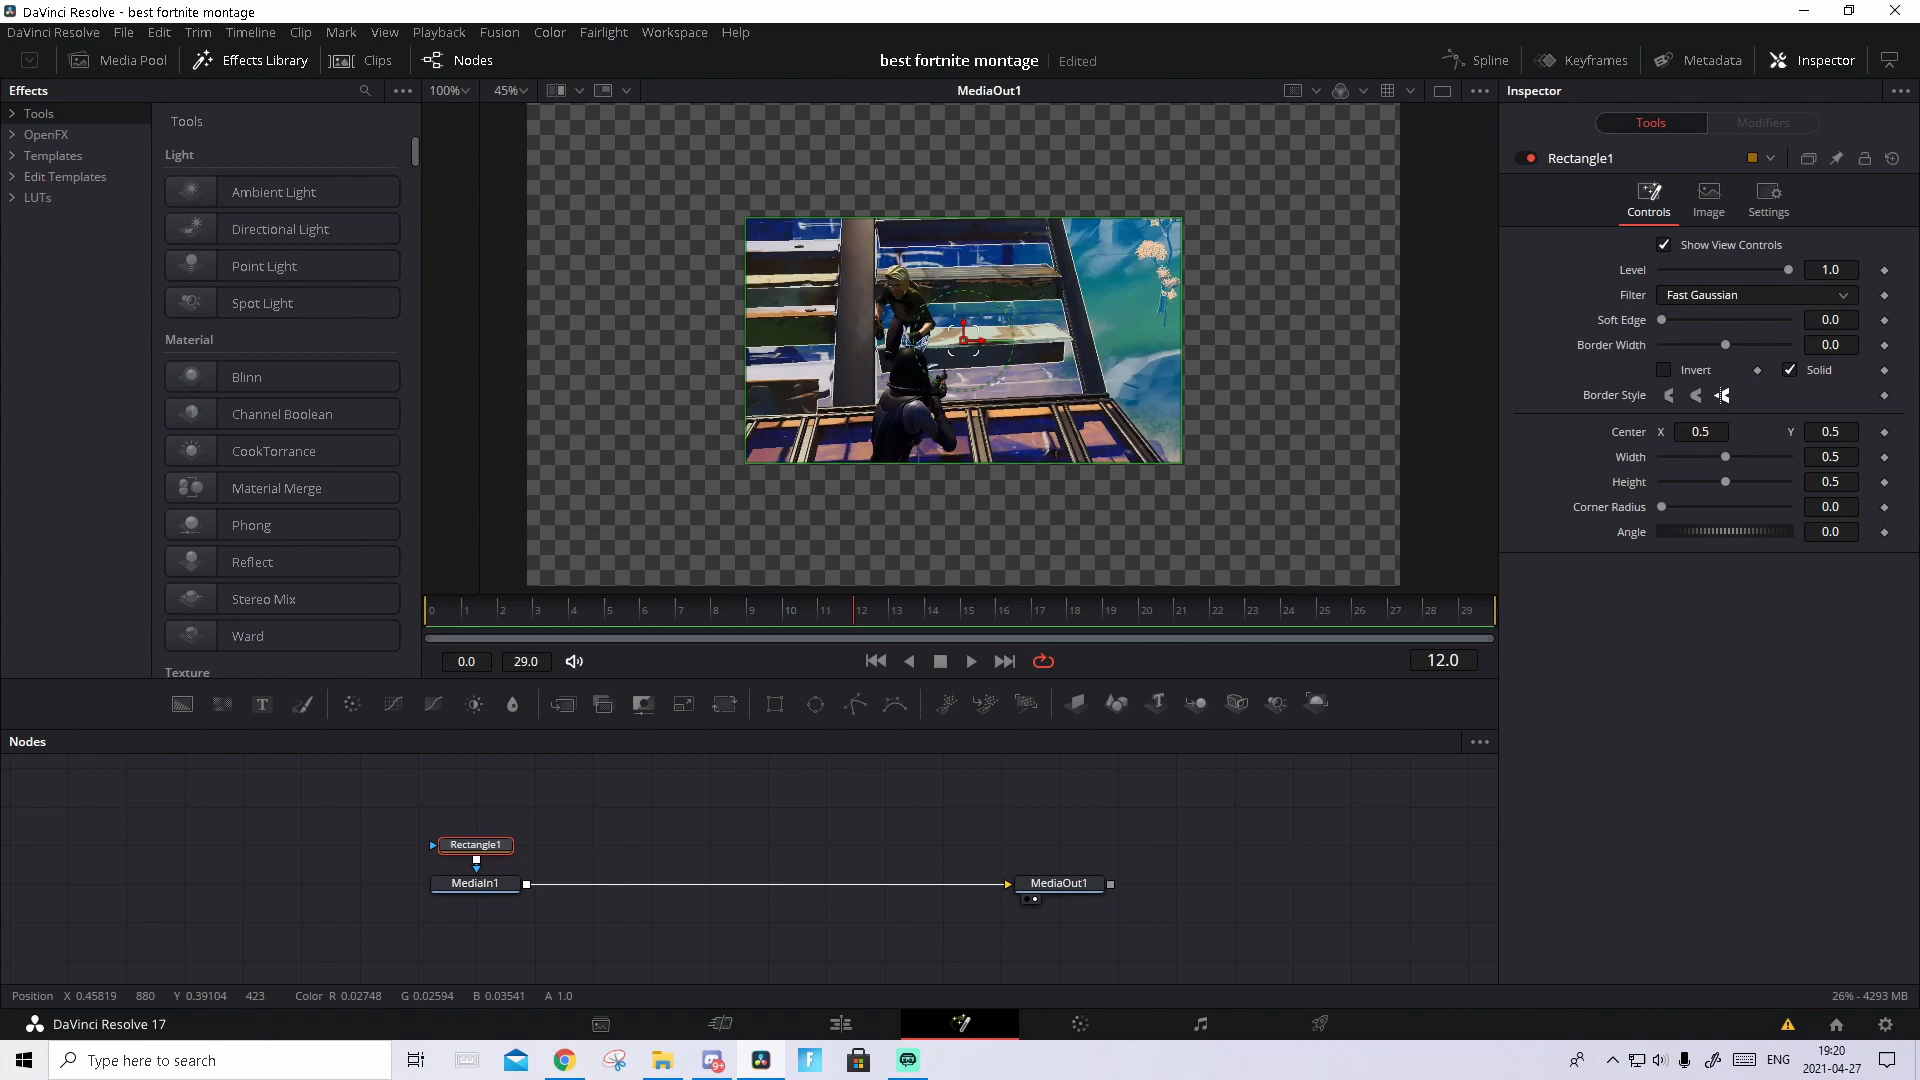 DaVinci Resolve - best fortnite montage
DaVinci Resolve File Edit Trim Timeline Clip Mark View Playback Fusion Color Fairlight Workspace Help
Media Pool Effects Library Clips Nodes best fortnite montage Edited Spline Keyframes Metadata Inspector
Effects 100% 45% MediaOut1 Inspector
Tools
OpenFX
Templates
Edit Templates
LUTs
Tools
Light
Ambient Light
Directional Light
Point Light
Spot Light
Material
Blinn
Channel Boolean
CookTorrance
Material Merge
Phong
Reflect
Stereo Mix
Ward
Texture
0 1 2 3 4 5 6 7 8 9 10 11 12 13 14 15 16 17 18 19 20 21 22 23 24 25 26 27 28 29
0.0 29.0 12.0
Tools Modifiers
Rectangle1
Controls Image Settings
Show View Controls
Level 1.0
Filter Fast Gaussian
Soft Edge 0.0
Border Width 0.0
Invert Solid
Border Style
Center X 0.5 Y 0.5
Width 0.5
Height 0.5
Corner Radius 0.0
Angle 0.0
T T
Nodes
Rectangle1
MediaIn1 MediaOut1
Position X 0.45819 880 Y 0.39104 423 Color R 0.02748 G 0.02594 B 0.03541 A 1.0 26% - 4293 MB
DaVinci Resolve 17
Type here to search 9+ F ENG 19:20
2021-04-27